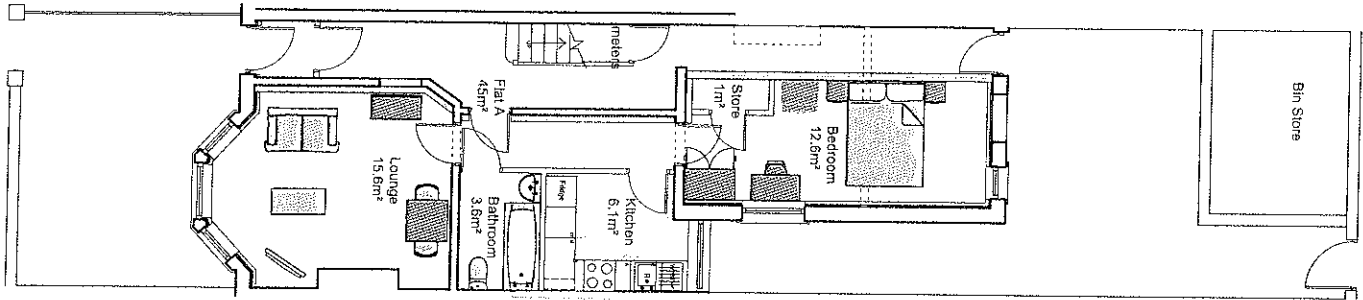 meters
Flat A
45m²
Store
1m²
Bedroom
12.6m²
Bin Store
Lounge
15.6m²
Bathroom
3.6m²
Kitchen
6.1m²
Fridge